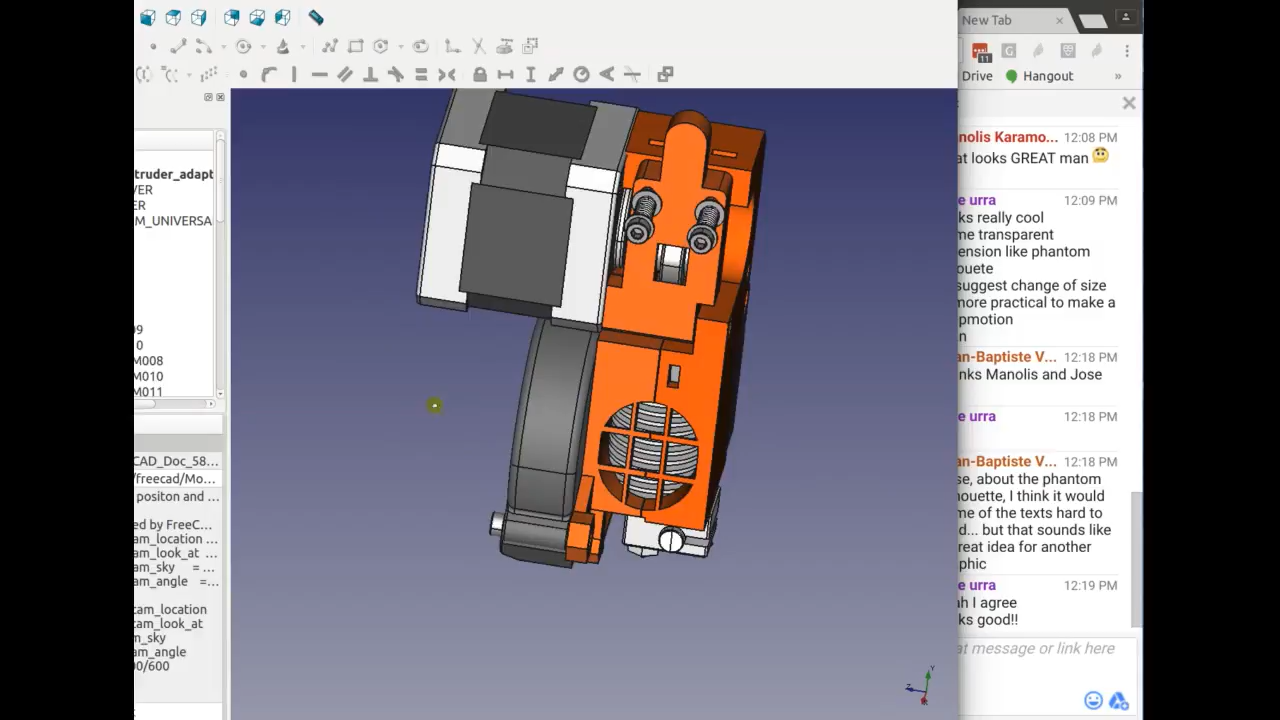 New Tab
11
Drive
Hangout
»
truder_adapt
VER
ER
M_UNIVERSA
09
0
M008
M010
M011
CAD_Doc_58...
/freecad/Mo...
positon and ...
ed by FreeC...
am_location ...
am_look_at ...
am_sky = ...
am_angle =...
cam_location
cam_look_at
m_sky
m_angle
00/600
Y
Z
nolis Karamo... 12:08 PM
at looks GREAT man
e urra 12:09 PM
ks really cool
me transparent
ension like phantom
ouete
suggest change of size
more practical to make a
pmotion
n
an-Baptiste V... 12:18 PM
nks Manolis and Jose
e urra 12:18 PM
an-Baptiste V... 12:18 PM
se, about the phantom
houette, I think it would
me of the texts hard to
d... but that sounds like
reat idea for another
phic
e urra 12:19 PM
ah I agree
ks good!!
at message or link here